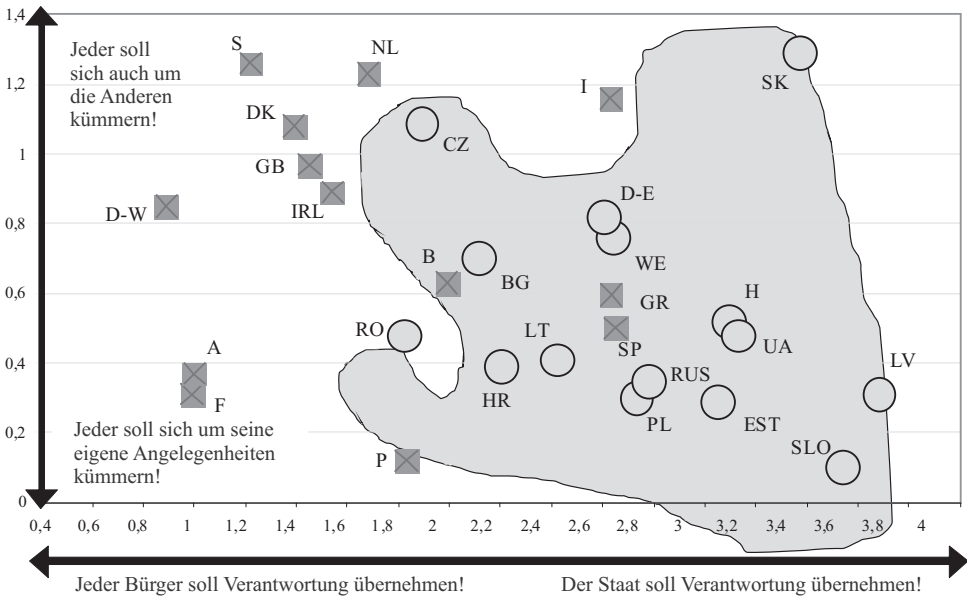 1,4
1,2
1
0,8
0,6
0,4
0,2
0
Jeder soll
sich auch um
die Anderen
kümmern!
S
NL
I
SK
DK
CZ
GB
IRL
D-W
D-E
WE
B
BG
GR
H
RO
LT
SP
UA
A
HR
RUS
LV
F
PL
EST
Jeder soll sich um seine
eigene Angelegenheiten
kümmern!
P
SLO
0,4 0,6 0,8 1 1,2 1,4 1,6 1,8 2 2,2 2,4 2,6 2,8 3 3,2 3,4 3,6 3,8 4
Jeder Bürger soll Verantwortung übernehmen! Der Staat soll Verantwortung übernehmen!